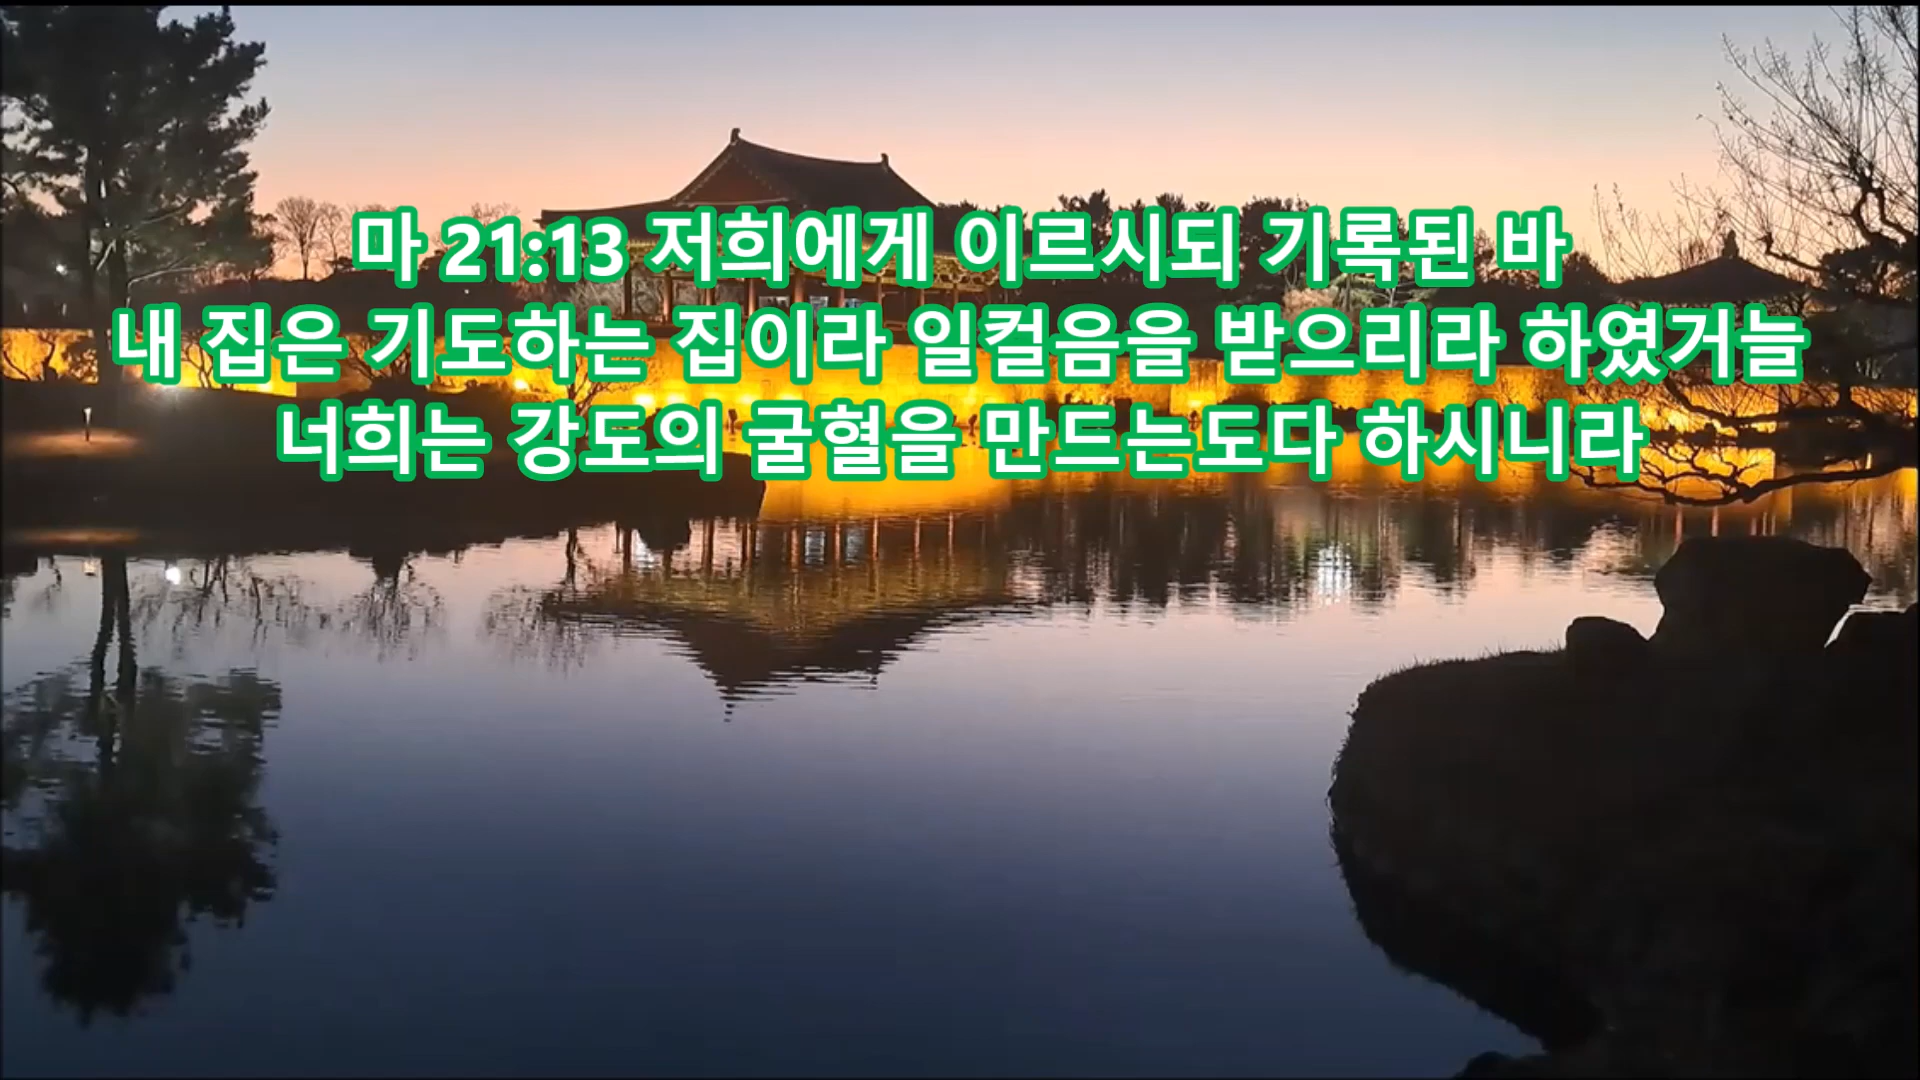 마 21:13 저희에게 이르시되 기록된 바
내 집은 기도하는 집이라 일컬음을 받으리라 하였거늘
너희는 강도의 굴혈을 만드는도다 하시니라